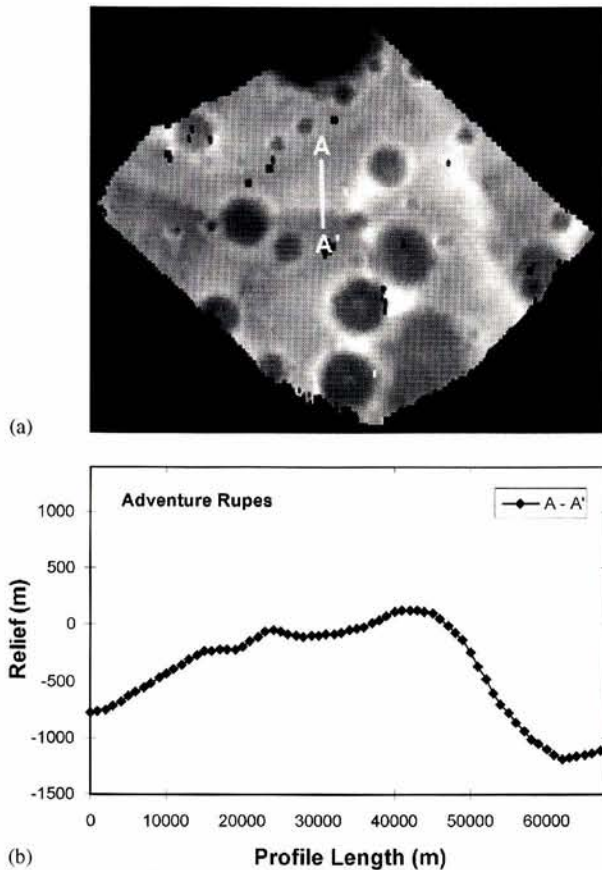 A
A'
(a)
Adventure Rupes
A - A'
1000
500
0
-500
-1000
-1500
Relief (m)
0 10000 20000 30000 40000 50000 60000
(b)
Profile Length (m)